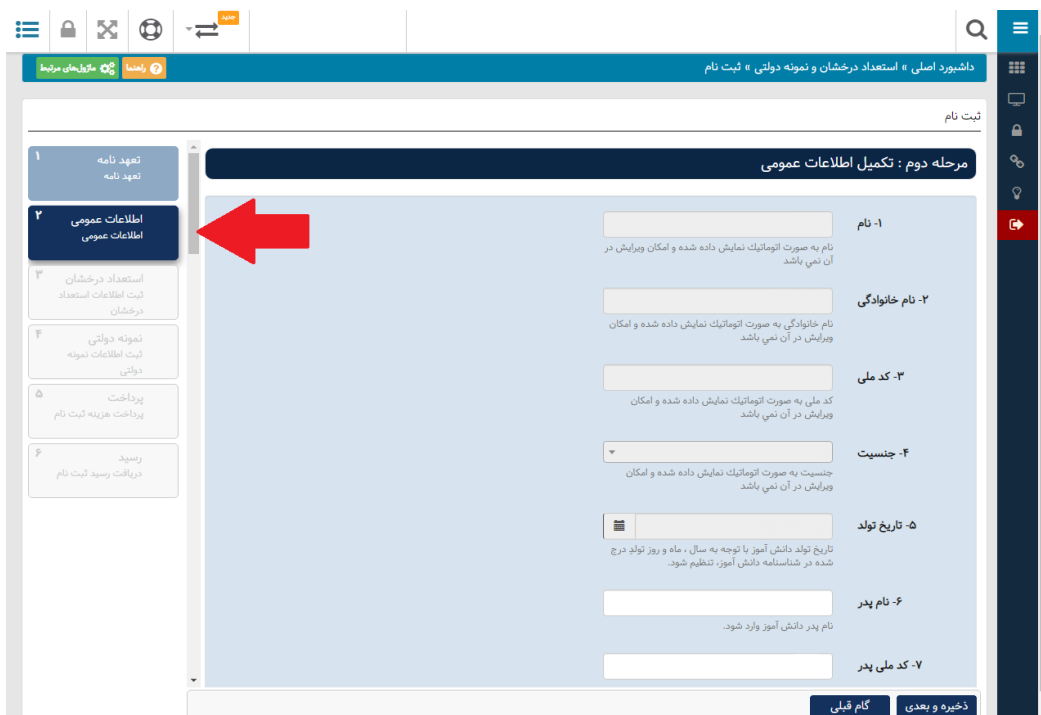 جدید
داشبورد اصلی » استعداد درخشان و نمونه دولتی » ثبت نام
راهنما
ماژول‌های مرتبط
ثبت نام
مرحله دوم : تکمیل اطلاعات عمومی
۱- نام
نام به صورت اتوماتيك نمايش داده شده و امکان ويرايش در
آن نمي باشد
۲- نام خانوادگی
نام خانوادگی به صورت اتوماتيك نمايش داده شده و امکان
ويرايش در آن نمي باشد
۳- کد ملی
کد ملی به صورت اتوماتيك نمايش داده شده و امکان
ويرايش در آن نمي باشد
۴- جنسیت
جنسیت به صورت اتوماتيك نمايش داده شده و امکان
ويرايش در آن نمي باشد
۵- تاریخ تولد
تاریخ تولد دانش آموز با توجه به سال ، ماه و روز تولدِ درج
شده در شناسنامه دانش آموز، تنظیم شود.
۶- نام پدر
نام پدر دانش آموز وارد شود.
۷- کد ملی پدر
ذخیره و بعدی
گام قبلی
۱
تعهد نامه
تعهد نامه
۲
اطلاعات عمومی
اطلاعات عمومی
۳
استعداد درخشان
ثبت اطلاعات استعداد
درخشان
۴
نمونه دولتی
ثبت اطلاعات نمونه
دولتی
۵
پرداخت
پرداخت هزینه ثبت نام
۶
رسید
دریافت رسید ثبت نام